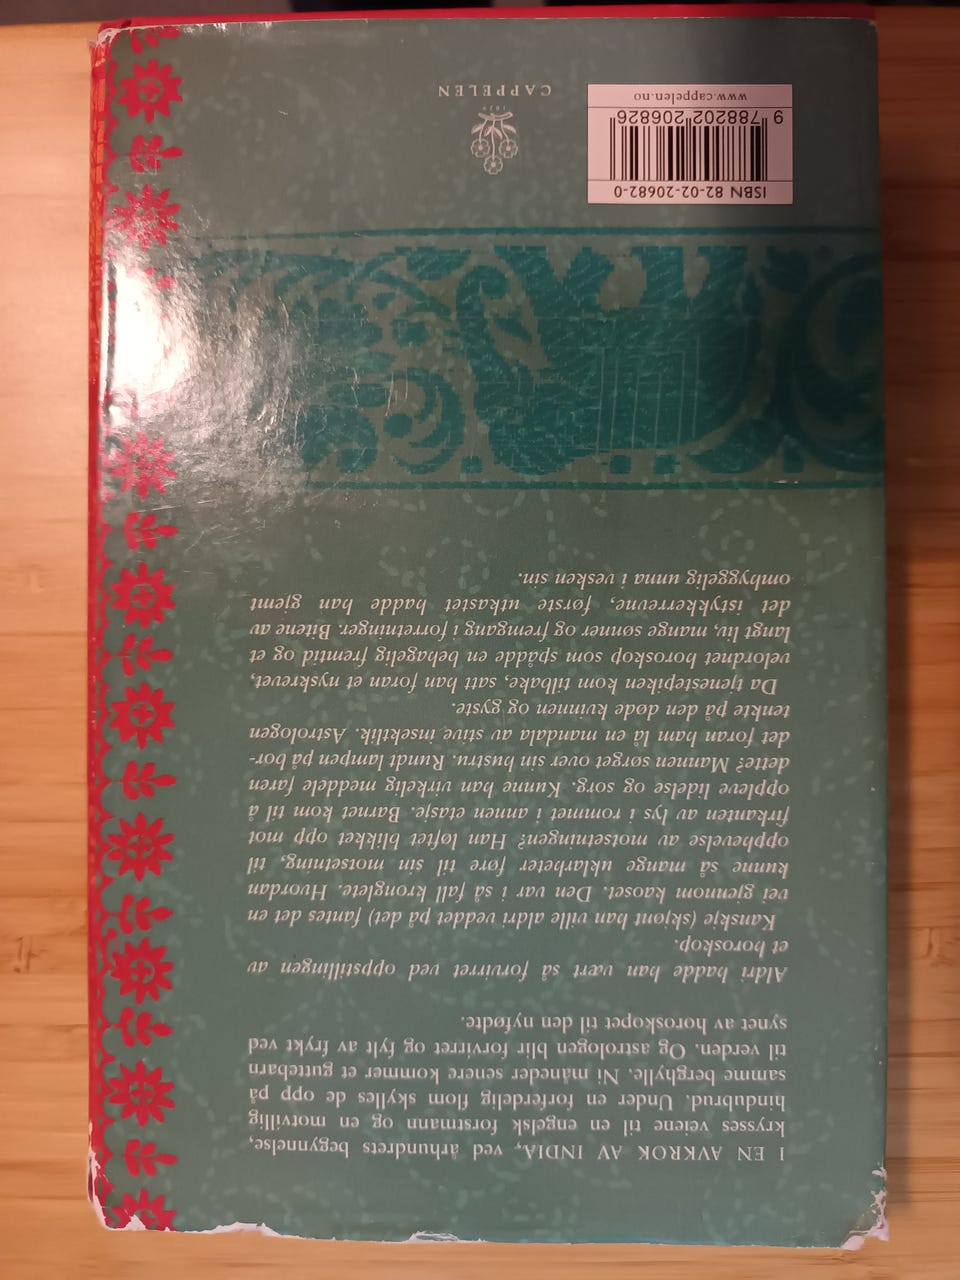 I EN AVKROK AV INDIA, ved århundrets begynnelse,
krysses veiene til en engelsk forstmann og en motvillig
hindubrud. Under en forferdelig flom skylles de opp på
samme berghylle. Ni måneder senere kommer et guttebarn
til verden. Og astrologen blir forvirret og fylt av frykt ved
synet av horoskopet til den nyfødte.
Aldri hadde han vært så forvirret ved oppstillingen av
et horoskop.
Kanskje (skjønt han ville aldri veddet på det) fantes det en
vei gjennom kaoset. Den var i så fall kronglete. Hvordan
kunne så mange uklarheter føre til sin motsetning, til
opphevelse av motsetningen? Han løftet blikket opp mot
firkanten av lys i rommet i annen etasje. Barnet kom til å
oppleve lidelse og sorg. Kunne han virkelig meddele faren
dette? Mannen sørget over sin hustru. Rundt lampen på bor-
det foran ham lå en mandala av stive insektlik. Astrologen
tenkte på den døde kvinnen og gyste.
Da tjenestepiken kom tilbake, satt han foran et nyskrevet,
velordnet horoskop som spådde en behagelig fremtid og et
langt liv, mange sønner og fremgang i forretninger. Bitene av
det istykkerrevne, første utkastet hadde han gjemt
omhyggelig unna i vesken sin.
ISBN 82-02-20682-0
9 788202 206826
www.cappelen.no
1829
CAPPELEN